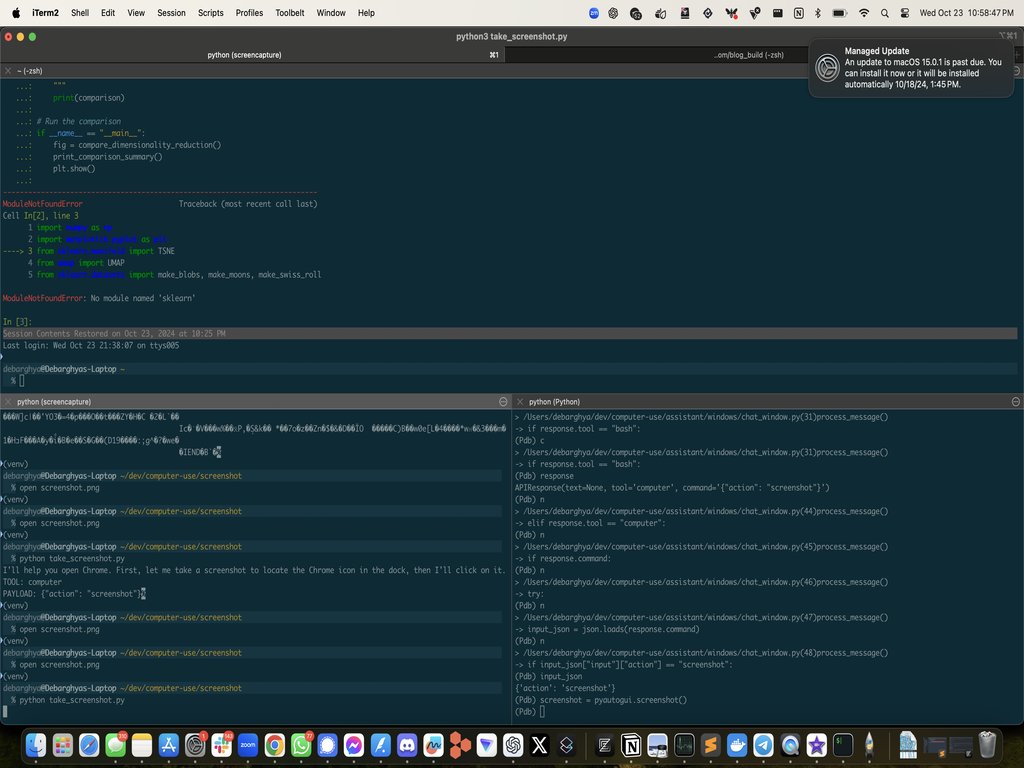 iTerm2 Shell Edit View Session Scripts Profiles Toolbelt Window Help
Wed Oct 23 10:58:47 PM
python3 take_screenshot.py
⌥⌘1
python (screencapture) ⌘1
..om/blog_build (-zsh)
Managed Update
An update to macOS 15.0.1 is past due. You
can install it now or it will be installed
automatically 10/18/24, 1:45 PM.
~ (-zsh)
...: """
...: print(comparison)
...:
...: # Run the comparison
...: if __name__ == "__main__":
...: fig = compare_dimensionality_reduction()
...: print_comparison_summary()
...: plt.show()
...:
ModuleNotFoundError Traceback (most recent call last)
Cell In[2], line 3
1 import numpy as np
2 import matplotlib.pyplot as plt
----> 3 from sklearn.manifold import TSNE
4 from umap import UMAP
5 from sklearn.datasets import make_blobs, make_moons, make_swiss_roll
ModuleNotFoundError: No module named 'sklearn'
In [3]:
Session Contents Restored on Oct 23, 2024 at 10:25 PM
Last login: Wed Oct 23 21:38:07 on ttys005
debarghya@Debarghyas-Laptop ~
%
python (screencapture)
IEND
(venv)
debarghya@Debarghyas-Laptop ~/dev/computer-use/screenshot
% open screenshot.png
(venv)
debarghya@Debarghyas-Laptop ~/dev/computer-use/screenshot
% open screenshot.png
(venv)
debarghya@Debarghyas-Laptop ~/dev/computer-use/screenshot
% python take_screenshot.py
I'll help you open Chrome. First, let me take a screenshot to locate the Chrome icon in the dock, then I'll click on it.
TOOL: computer
PAYLOAD: {"action": "screenshot"}%
(venv)
debarghya@Debarghyas-Laptop ~/dev/computer-use/screenshot
% open screenshot.png
(venv)
debarghya@Debarghyas-Laptop ~/dev/computer-use/screenshot
% open screenshot.png
(venv)
debarghya@Debarghyas-Laptop ~/dev/computer-use/screenshot
% python take_screenshot.py
python (Python)
> /Users/debarghya/dev/computer-use/assistant/windows/chat_window.py(31)process_message()
-> if response.tool == "bash":
(Pdb) c
> /Users/debarghya/dev/computer-use/assistant/windows/chat_window.py(31)process_message()
-> if response.tool == "bash":
(Pdb) response
APIResponse(text=None, tool='computer', command='{"action": "screenshot"}')
(Pdb) n
> /Users/debarghya/dev/computer-use/assistant/windows/chat_window.py(44)process_message()
-> elif response.tool == "computer":
(Pdb) n
> /Users/debarghya/dev/computer-use/assistant/windows/chat_window.py(45)process_message()
-> if response.command:
(Pdb) n
> /Users/debarghya/dev/computer-use/assistant/windows/chat_window.py(46)process_message()
-> try:
(Pdb) n
> /Users/debarghya/dev/computer-use/assistant/windows/chat_window.py(47)process_message()
-> input_json = json.loads(response.command)
(Pdb) n
> /Users/debarghya/dev/computer-use/assistant/windows/chat_window.py(48)process_message()
-> if input_json["input"]["action"] == "screenshot":
(Pdb) input_json
{'action': 'screenshot'}
(Pdb) screenshot = pyautogui.screenshot()
(Pdb)
zoom